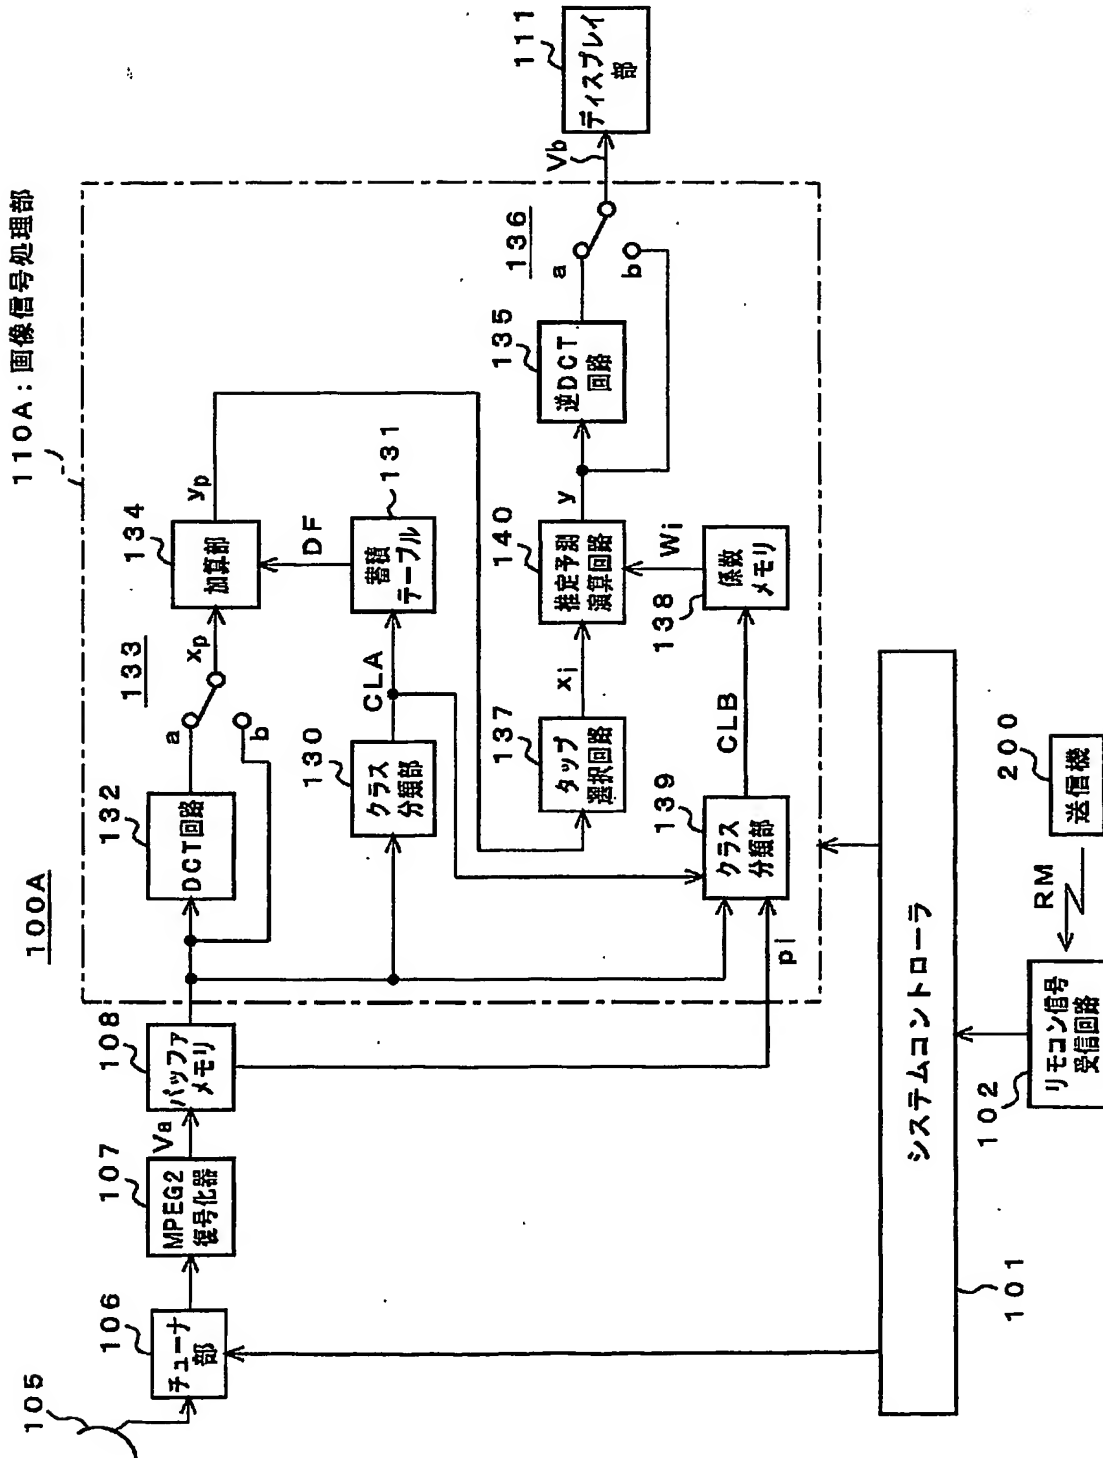 110A:画像信号処理部
100A
105
106
チューナ
部
107
MPEG2
復号化器
Va
108
バッファ
メモリ
132
DCT回路
a
b
133
xp
134
加算部
yp
130
クラス
分類部
CLA
DF
131
蓄積
テーブル
137
タップ
選択回路
xi
140
推定予測
演算回路
y
135
逆DCT
回路
a
b
136
Vb
111
ディスプレイ
部
139
クラス
分類部
pi
CLB
138
係数
メモリ
Wi
101
システムコントローラ
102
リモコン信号
受信回路
RM
200
送信機